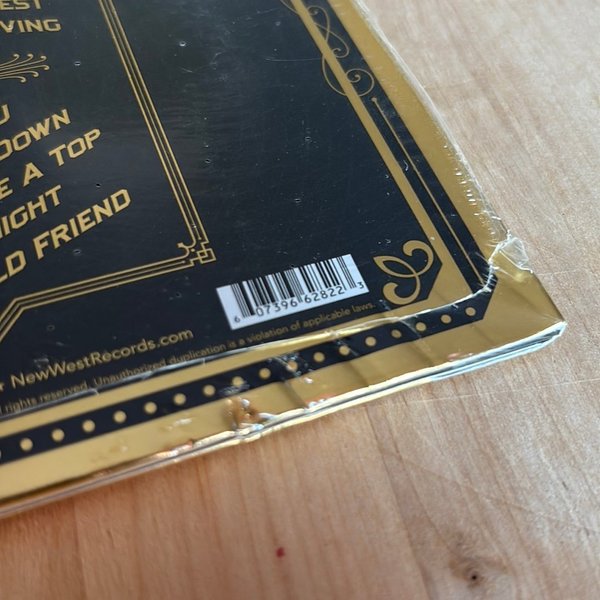 EST
VING
U
DOWN
E A TOP
IGHT
LD FRIEND
6 07396 62822 3
NewWestRecords.com
rights reserved. Unauthorized duplication is a violation of applicable laws.